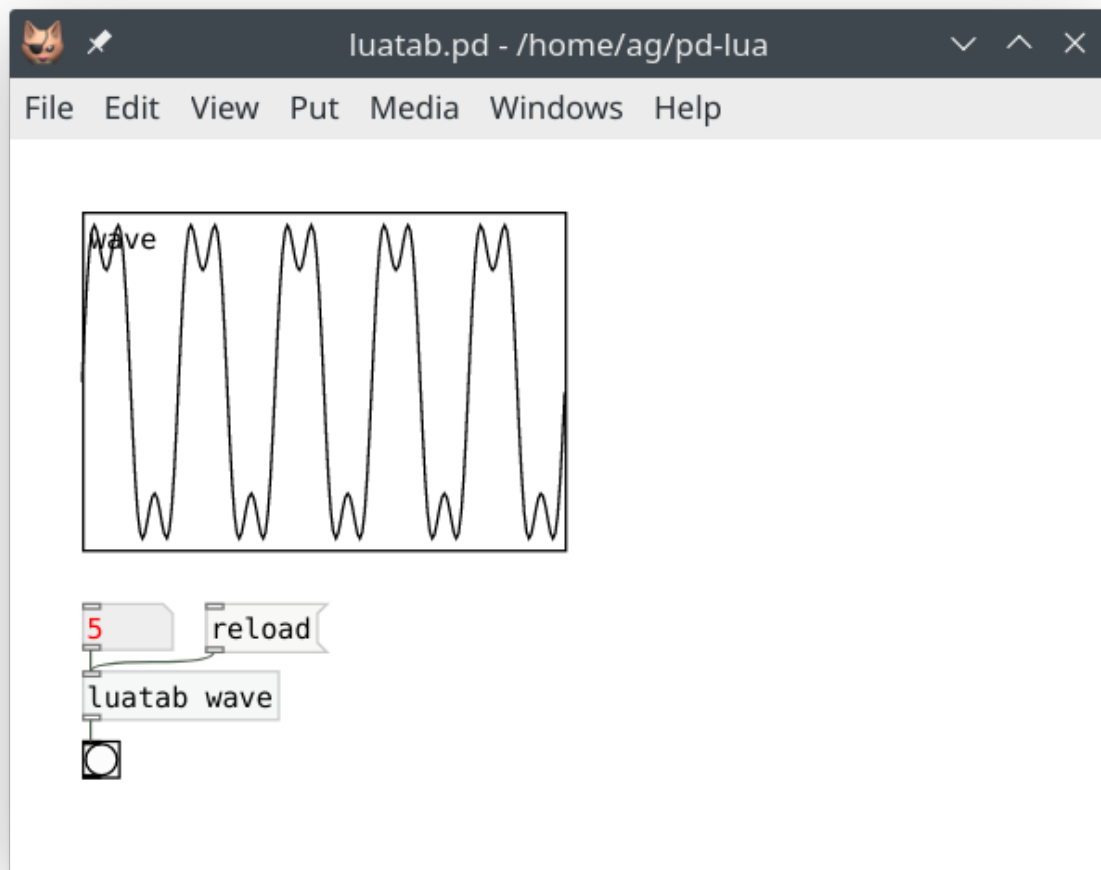 luatab.pd - /home/ag/pd-lua
File Edit View Put Media Windows Help
wave
5 reload
luatab wave